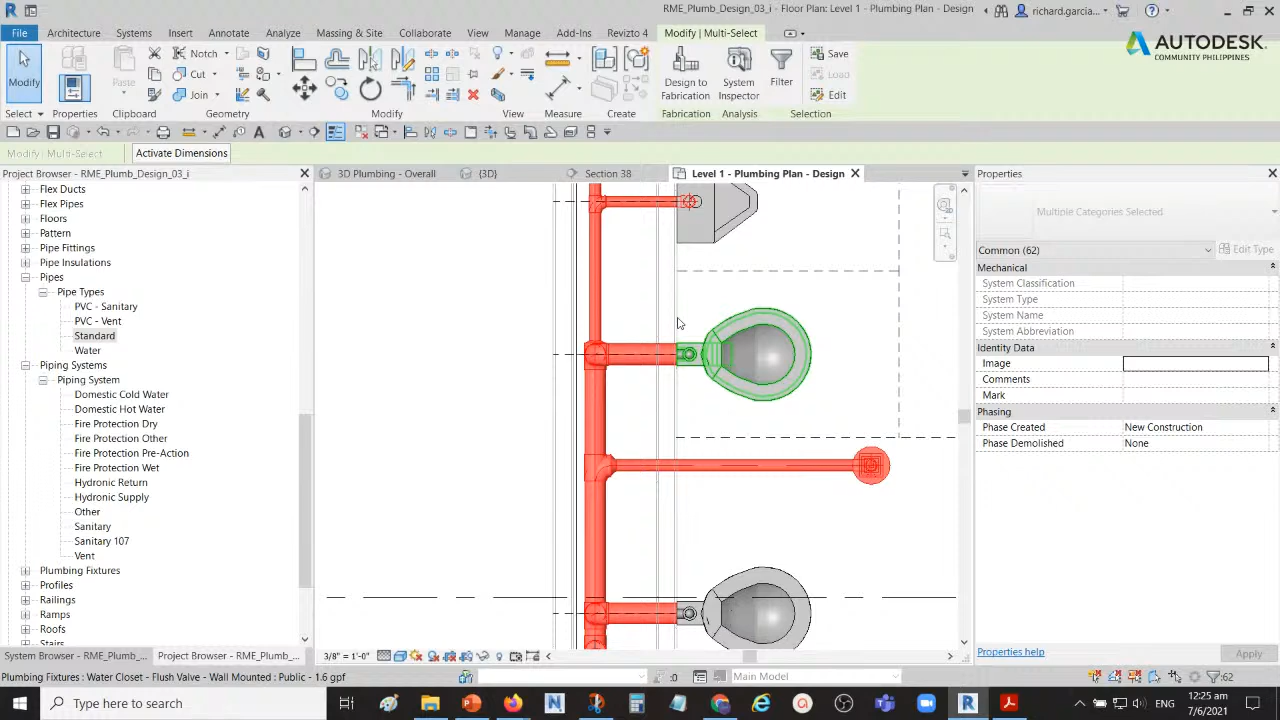 RME_Plumb_Design_03_i - Floor Plan: Level 1 - Plumbing Plan - Design
richard.garcia...
File Architecture Systems Insert Annotate Analyze Massing & Site Collaborate View Manage Add-Ins Revizto 4 Modify | Multi-Select
AUTODESK
COMMUNITY PHILIPPINES
Modify Paste Notch Cut Join Design to Fabrication System Inspector Filter Save Load Edit
Select Properties Clipboard Geometry Modify View Measure Create Fabrication Analysis Selection
Modify | Multi-Select Activate Dimensions
Project Browser - RME_Plumb_Design_03_i
3D Plumbing - Overall {3D} Section 38 Level 1 - Plumbing Plan - Design
Properties
Flex Ducts
Flex Pipes
Floors
Pattern
Pipe Fittings
Pipe Insulations
Pipes
Pipe Types
PVC - Sanitary
PVC - Vent
Standard
Water
Piping Systems
Piping System
Domestic Cold Water
Domestic Hot Water
Fire Protection Dry
Fire Protection Other
Fire Protection Pre-Action
Fire Protection Wet
Hydronic Return
Hydronic Supply
Other
Sanitary
Sanitary 107
Vent
Plumbing Fixtures
Profiles
Railings
Ramps
Roofs
Stairs
Multiple Categories Selected
Common (62) Edit Type
Mechanical
System Classification
System Type
System Name
System Abbreviation
Identity Data
Image
Comments
Mark
Phasing
Phase Created New Construction
Phase Demolished None
Properties help Apply
System Browser - RME_Plumb_... Project Browser - RME_Plumb_...
3/8" = 1'-0"
Plumbing Fixtures : Water Closet - Flush Valve - Wall Mounted : Public - 1.6 gpf
:0 Main Model :62
Type here to search
ENG
12:25 am
7/6/2021